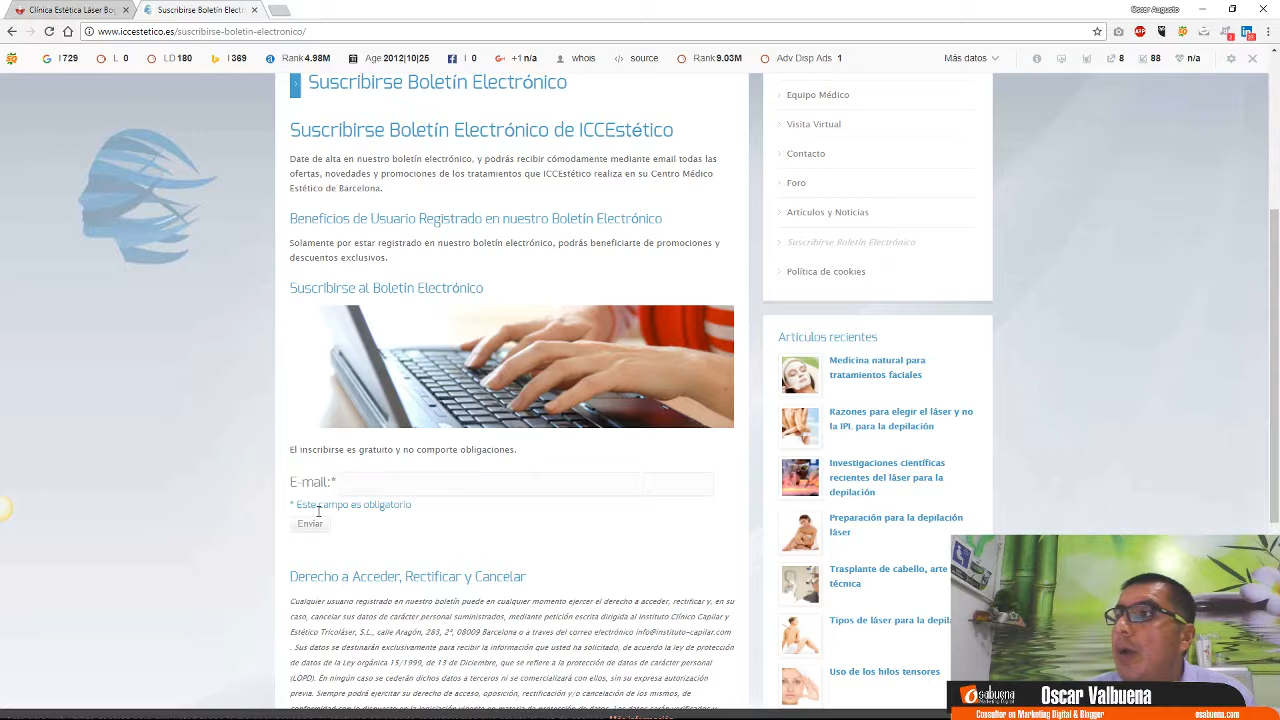 Clínica Estética Láser Bo
Suscribirse Boletín Electr
Oscar Augusto
www.iccestetico.es/suscribirse-boletin-electronico/
I 729
L 0
LD 180
I 369
Rank 4.98M
Age 2012|10|25
I 0
+1 n/a
whois
source
Rank 9.03M
Adv Disp Ads 1
Más datos
8
88
n/a
Suscribirse Boletín Electrónico
Suscribirse Boletín Electrónico de ICCEstético
Date de alta en nuestro boletín electrónico, y podrás recibir cómodamente mediante email todas las
ofertas, novedades y promociones de los tratamientos que ICCEstético realiza en su Centro Médico
Estético de Barcelona.
Beneficios de Usuario Registrado en nuestro Boletín Electrónico
Solamente por estar registrado en nuestro boletín electrónico, podrás beneficiarte de promociones y
descuentos exclusivos.
Suscribirse al Boletín Electrónico
El inscribirse es gratuito y no comporte obligaciones.
E-mail:*
* Este campo es obligatorio
Enviar
Derecho a Acceder, Rectificar y Cancelar
Cualquier usuario registrado en nuestro boletín puede en cualquier momento ejercer el derecho a acceder, rectificar y, en su
caso, cancelar sus datos de carácter personal suministrados, mediante petición escrita dirigida al Instituto Clínico Capilar y
Estético Tricoláser, S.L., calle Aragón, 283, 2ª, 08009 Barcelona o a traves del correo electrónico info@instituto-capilar.com
. Sus datos se destinarán exclusivamente para recibir la información que usted ha solicitado, de acuerdo la ley de protección
de datos de la Ley orgánica 15/1999, de 13 de Diciembre, que se refiere a la protección de datos de carácter personal
(LOPD). En ningún caso se cederán dichos datos a terceros ni se comercializará con ellos, sin su expresa autorización
previa. Siempre podrá ejercitar su derecho de acceso, oposición, rectificación y/o cancelación de los mismos, de
Más información
Equipo Médico
Visita Virtual
Contacto
Foro
Artículos y Noticias
Suscribirse Boletín Electrónico
Política de cookies
Artículos recientes
Medicina natural para
tratamientos faciales
Razones para elegir el láser y no
la IPL para la depilación
Investigaciones científicas
recientes del láser para la
depilación
Preparación para la depilación
láser
Trasplante de cabello, arte
técnica
Tipos de láser para la depila
Uso de los hilos tensores
osabuena
Marketing Digital
Oscar Valbuena
Consultor en Marketing Digital & Blogger
osabuena.com